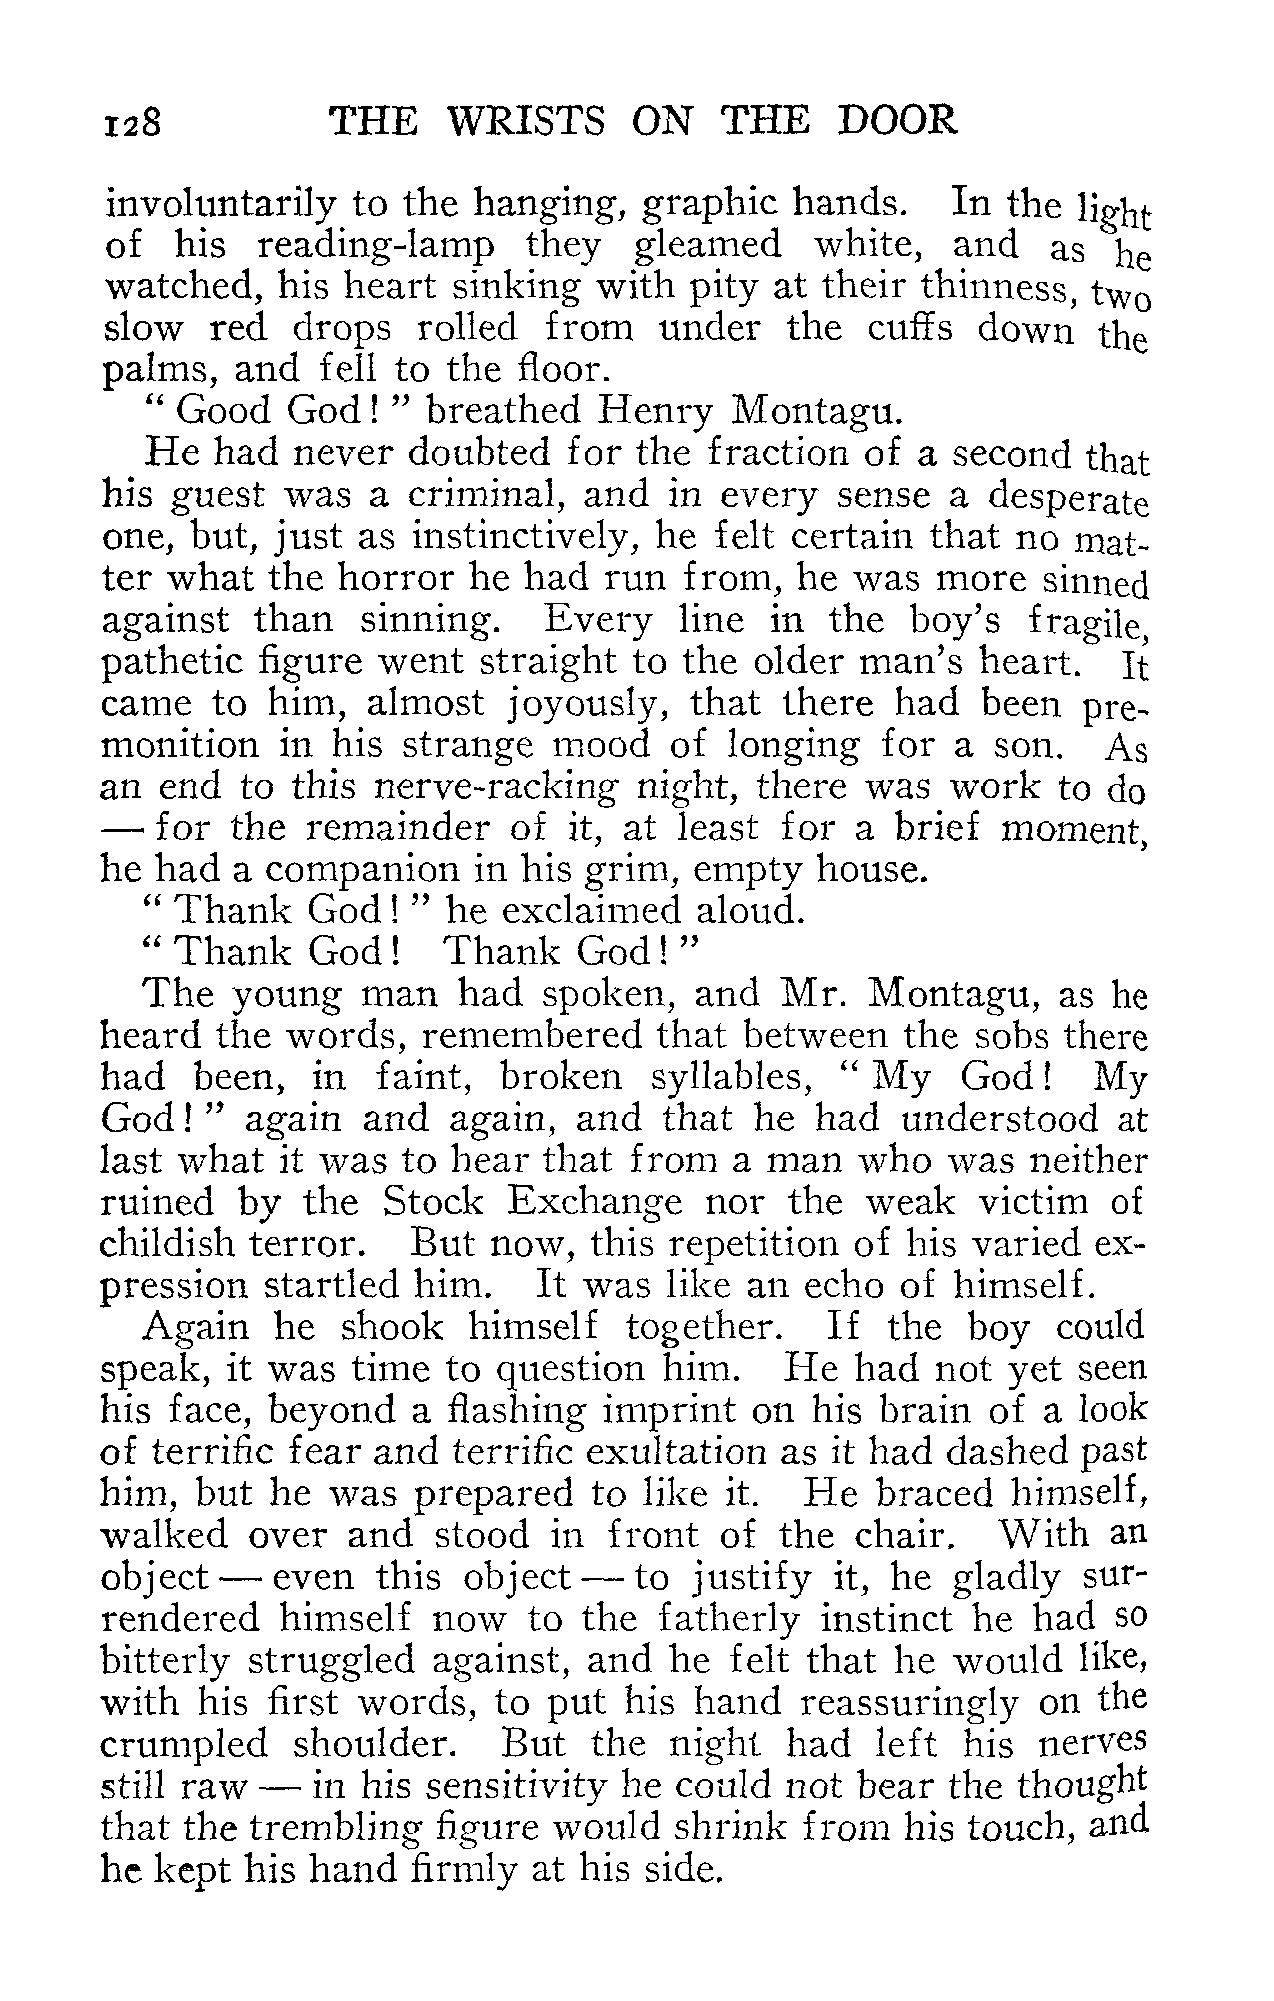 128 THE WRISTS ON THE DOOR
involuntarily to the hanging, graphic hands. In the light
of his reading-lamp they gleamed white, and as he
watched, his heart sinking with pity at their thinness, two
slow red drops rolled from under the cuffs down the
palms, and fell to the floor.
“ Good God! ” breathed Henry Montagu.
He had never doubted for the fraction of a second that
his guest was a criminal, and in every sense a desperate
one, but, just as instinctively, he felt certain that no mat-
ter what the horror he had run from, he was more sinned
against than sinning. Every line in the boy’s fragile,
pathetic figure went straight to the older man’s heart. It
came to him, almost joyously, that there had been pre-
monition in his strange mood of longing for a son. As
an end to this nerve-racking night, there was work to do
— for the remainder of it, at least for a brief moment,
he had a companion in his grim, empty house.
“ Thank God! ” he exclaimed aloud.
“ Thank God! Thank God! ”
The young man had spoken, and Mr. Montagu, as he
heard the words, remembered that between the sobs there
had been, in faint, broken syllables, “ My God! My
God! ” again and again, and that he had understood at
last what it was to hear that from a man who was neither
ruined by the Stock Exchange nor the weak victim of
childish terror. But now, this repetition of his varied ex-
pression startled him. It was like an echo of himself.
Again he shook himself together. If the boy could
speak, it was time to question him. He had not yet seen
his face, beyond a flashing imprint on his brain of a look
of terrific fear and terrific exultation as it had dashed past
him, but he was prepared to like it. He braced himself,
walked over and stood in front of the chair. With an
object — even this object — to justify it, he gladly sur-
rendered himself now to the fatherly instinct he had so
bitterly struggled against, and he felt that he would like,
with his first words, to put his hand reassuringly on the
crumpled shoulder. But the night had left his nerves
still raw — in his sensitivity he could not bear the thought
that the trembling figure would shrink from his touch, and
he kept his hand firmly at his side.